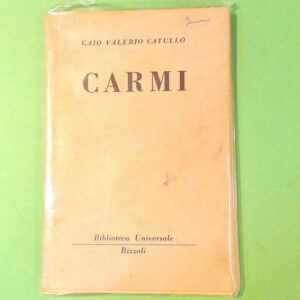 GAIO VALERIO CATULLO
CARMI
Biblioteca Universale
Rizzoli